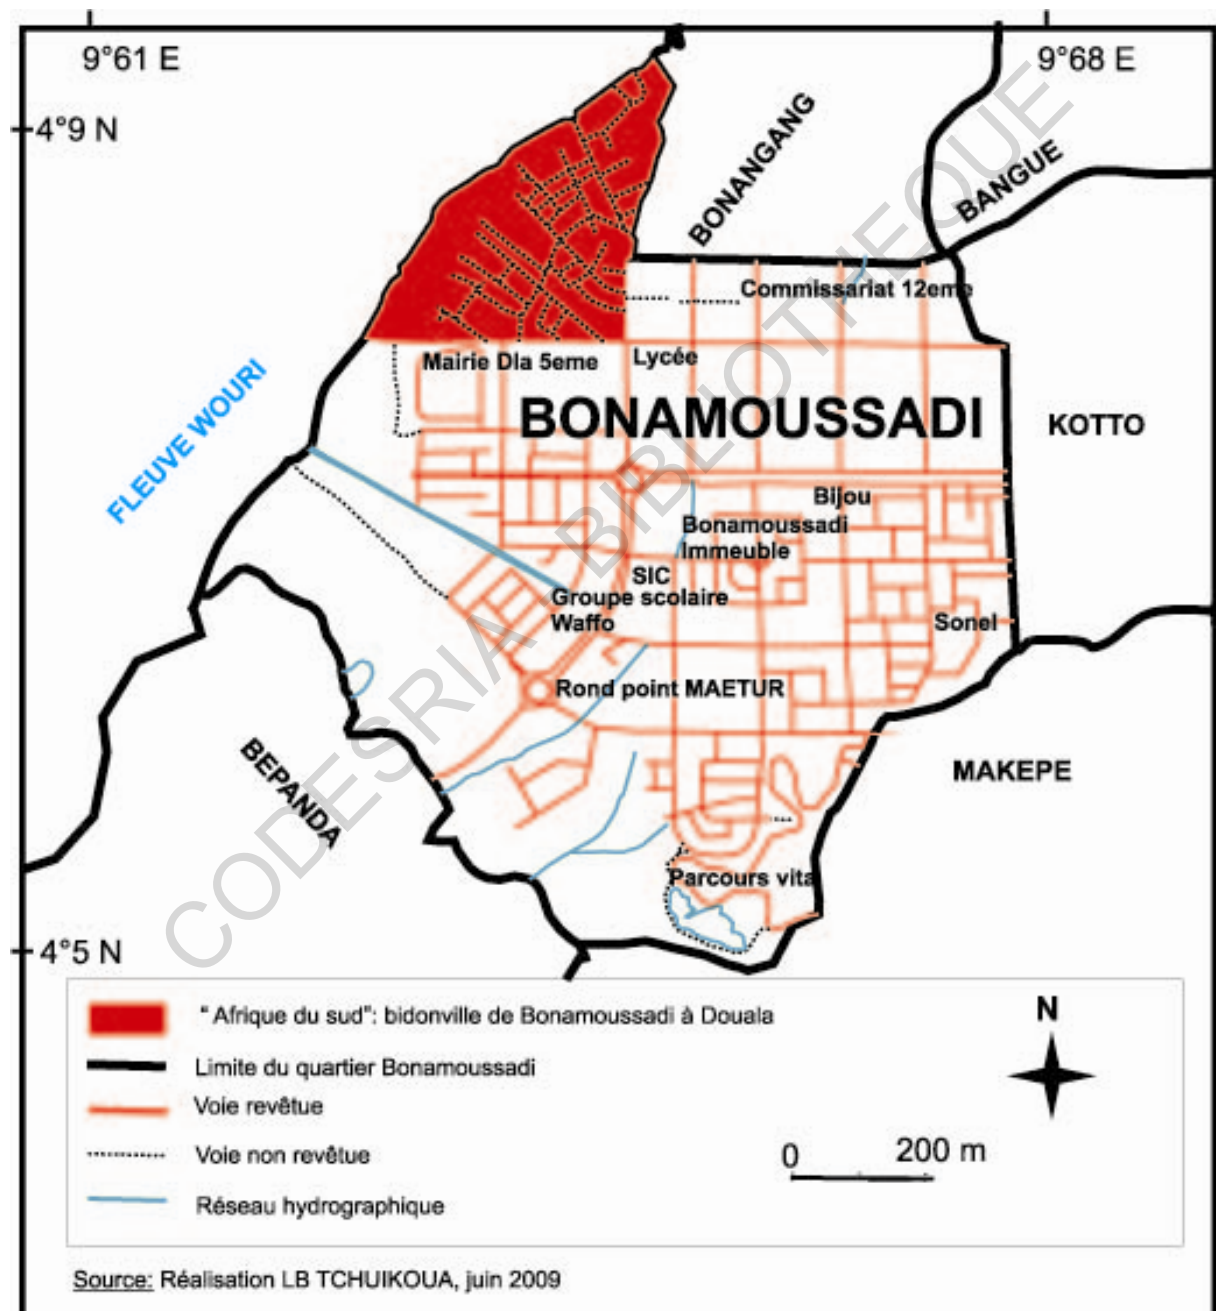 9°61 E
9°68 E
4°9 N
BONANGANG
BANGUE
Commissariat 12eme
Mairie Dla 5eme
Lycée
FLEUVE WOURI
BONAMOUSSADI
KOTTO
Bijou
Bonamoussadi
Immeuble
SIC
Groupe scolaire
Waffo
Sonel
Rond point MAETUR
BEPANDA
MAKEPE
Parcours vita
4°5 N
CODESRIA - BIBLIOTHEQUE
"Afrique du sud": bidonville de Bonamoussadi à Douala
N
Limite du quartier Bonamoussadi
Voie revêtue
Voie non revêtue
0 200 m
Réseau hydrographique
Source: Réalisation LB TCHUIKOUA, juin 2009